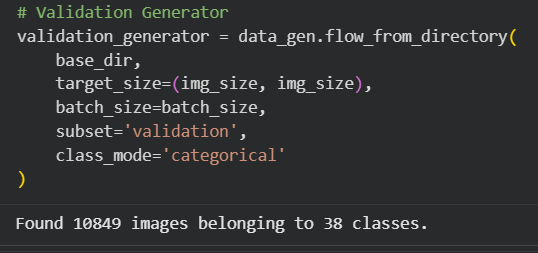 # Validation Generator
validation_generator = data_gen.flow_from_directory(
    base_dir,
    target_size=(img_size, img_size),
    batch_size=batch_size,
    subset='validation',
    class_mode='categorical'
)
Found 10849 images belonging to 38 classes.